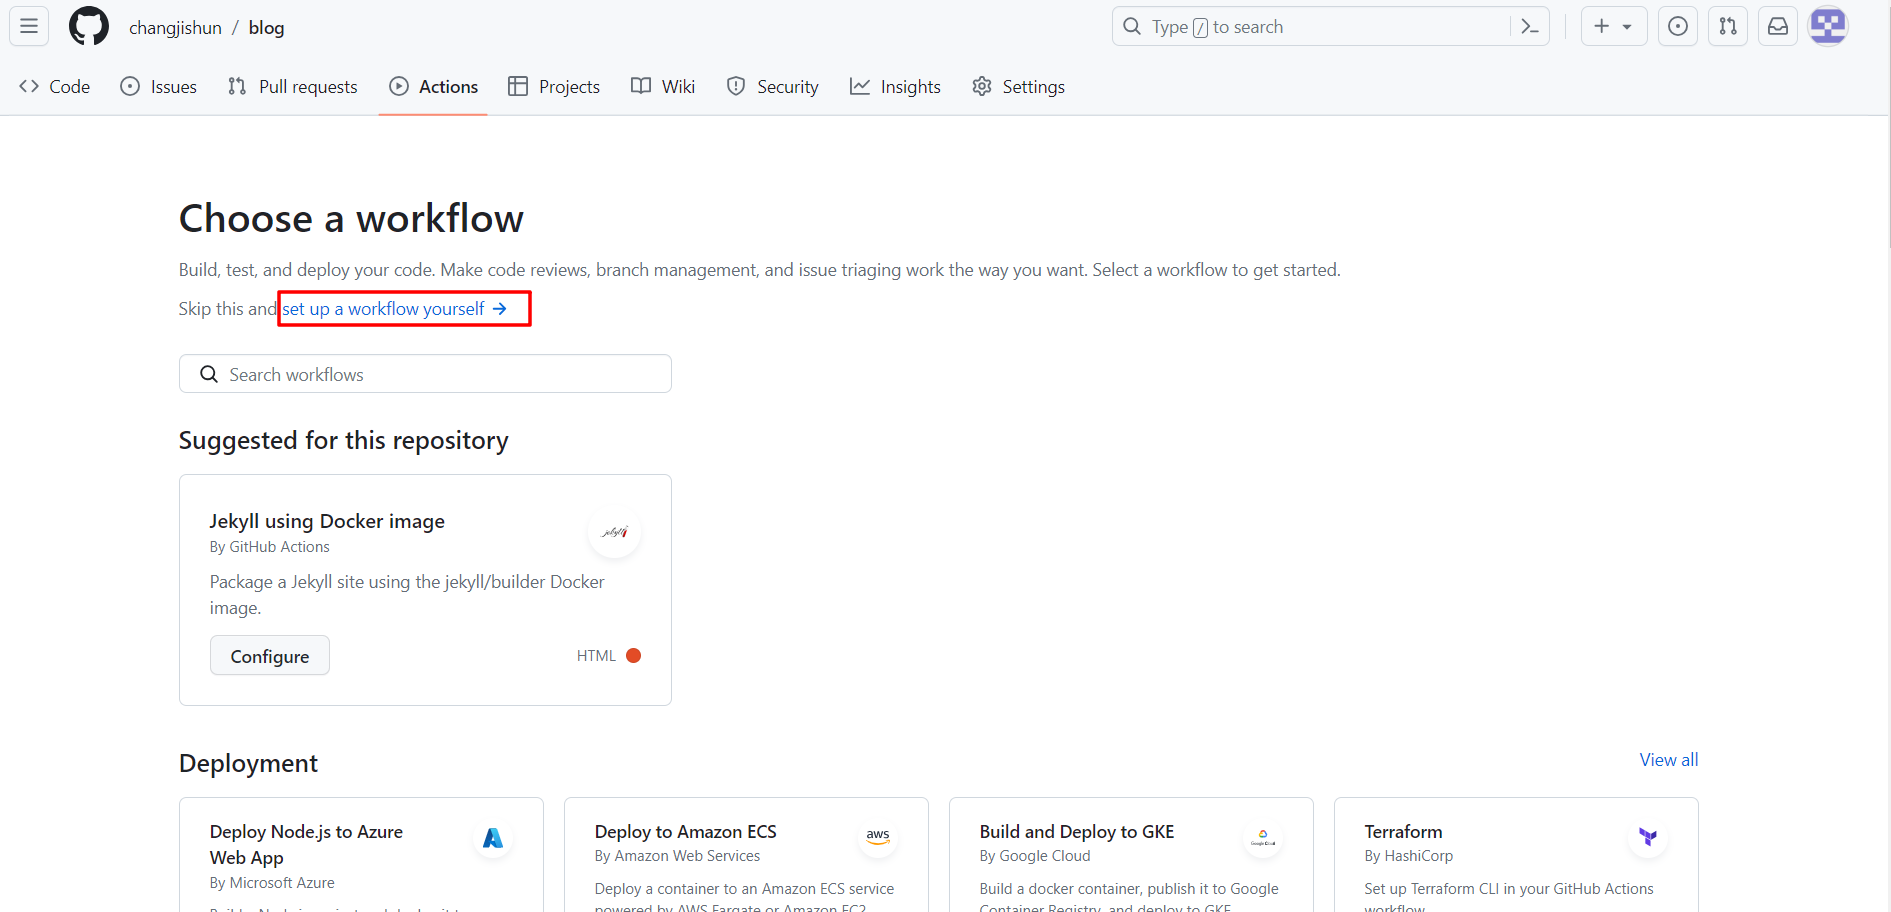 changjishun / blog
Type / to search
Code Issues Pull requests Actions Projects Wiki Security Insights Settings
Choose a workflow
Build, test, and deploy your code. Make code reviews, branch management, and issue triaging work the way you want. Select a workflow to get started.
Skip this and set up a workflow yourself →
Search workflows
Suggested for this repository
Jekyll using Docker image
By GitHub Actions
jekyll
Package a Jekyll site using the jekyll/builder Docker
image.
Configure
HTML
Deployment
View all
Deploy Node.js to Azure
Web App
By Microsoft Azure
Deploy to Amazon ECS
By Amazon Web Services
aws
Deploy a container to an Amazon ECS service
powered by AWS Fargate or Amazon EC2
Build and Deploy to GKE
By Google Cloud
Google Cloud
Build a docker container, publish it to Google
Container Registry, and deploy to GKE
Terraform
By HashiCorp
Set up Terraform CLI in your GitHub Actions
workflow